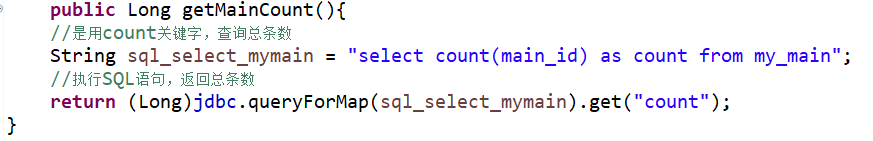 public Long getMainCount(){
//是用count关键字，查询总条数
String sql_select_mymain = "select count(main_id) as count from my_main";
//执行SQL语句，返回总条数
return (Long)jdbc.queryForMap(sql_select_mymain).get("count");
}